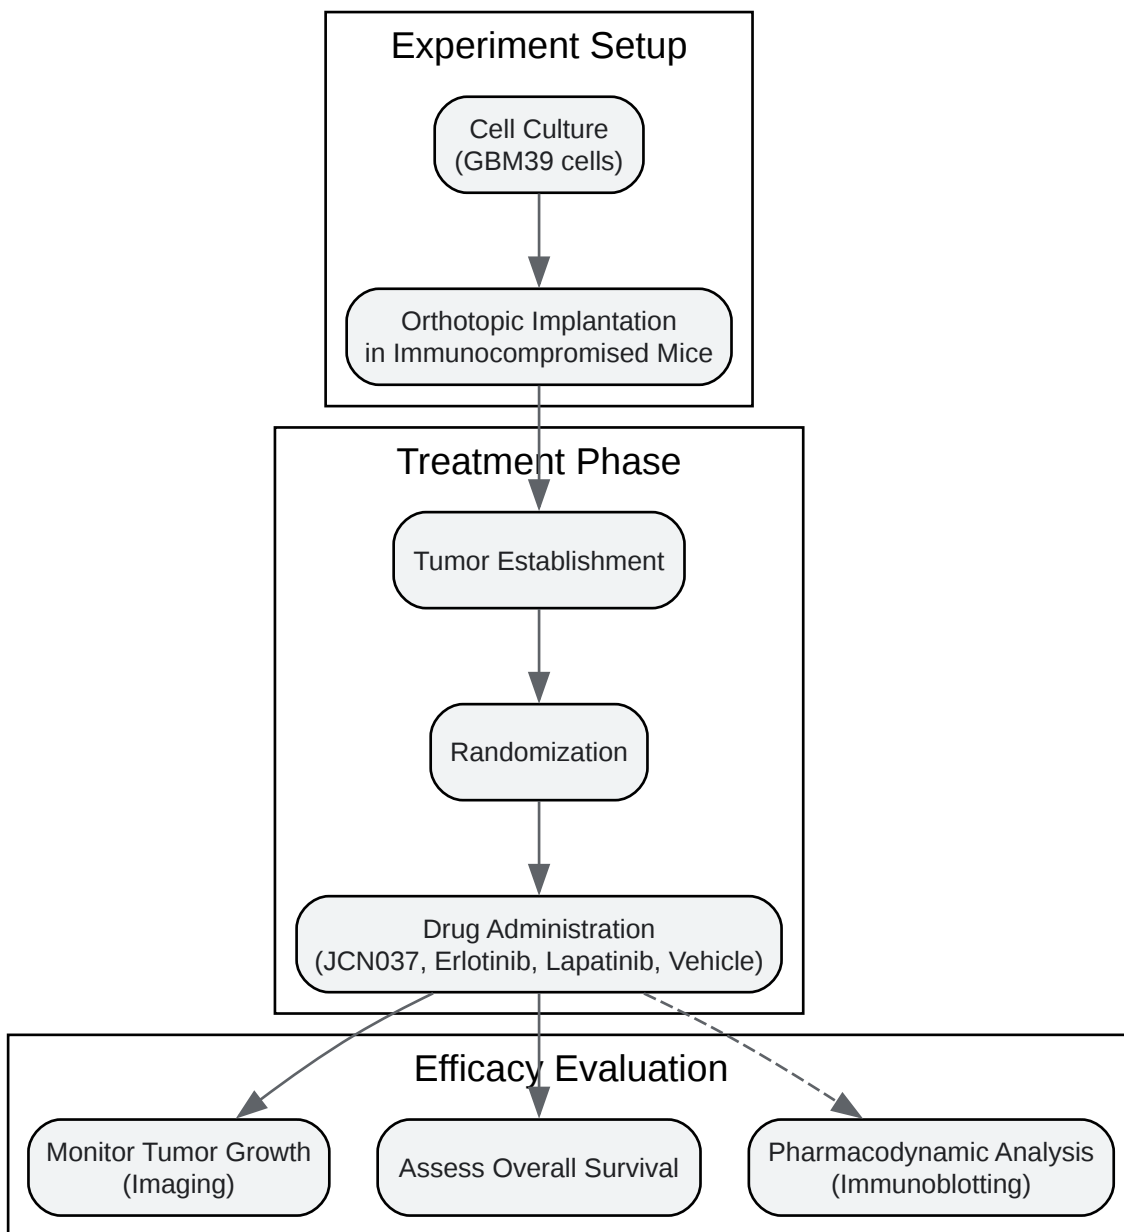 Experiment Setup
Cell Culture
(GBM39 cells)
Orthotopic Implantation
in Immunocompromised Mice
Treatment Phase
Tumor Establishment
Randomization
Drug Administration
(JCN037, Erlotinib, Lapatinib, Vehicle)
Efficacy Evaluation
Monitor Tumor Growth
(Imaging)
Assess Overall Survival
Pharmacodynamic Analysis
(Immunoblotting)